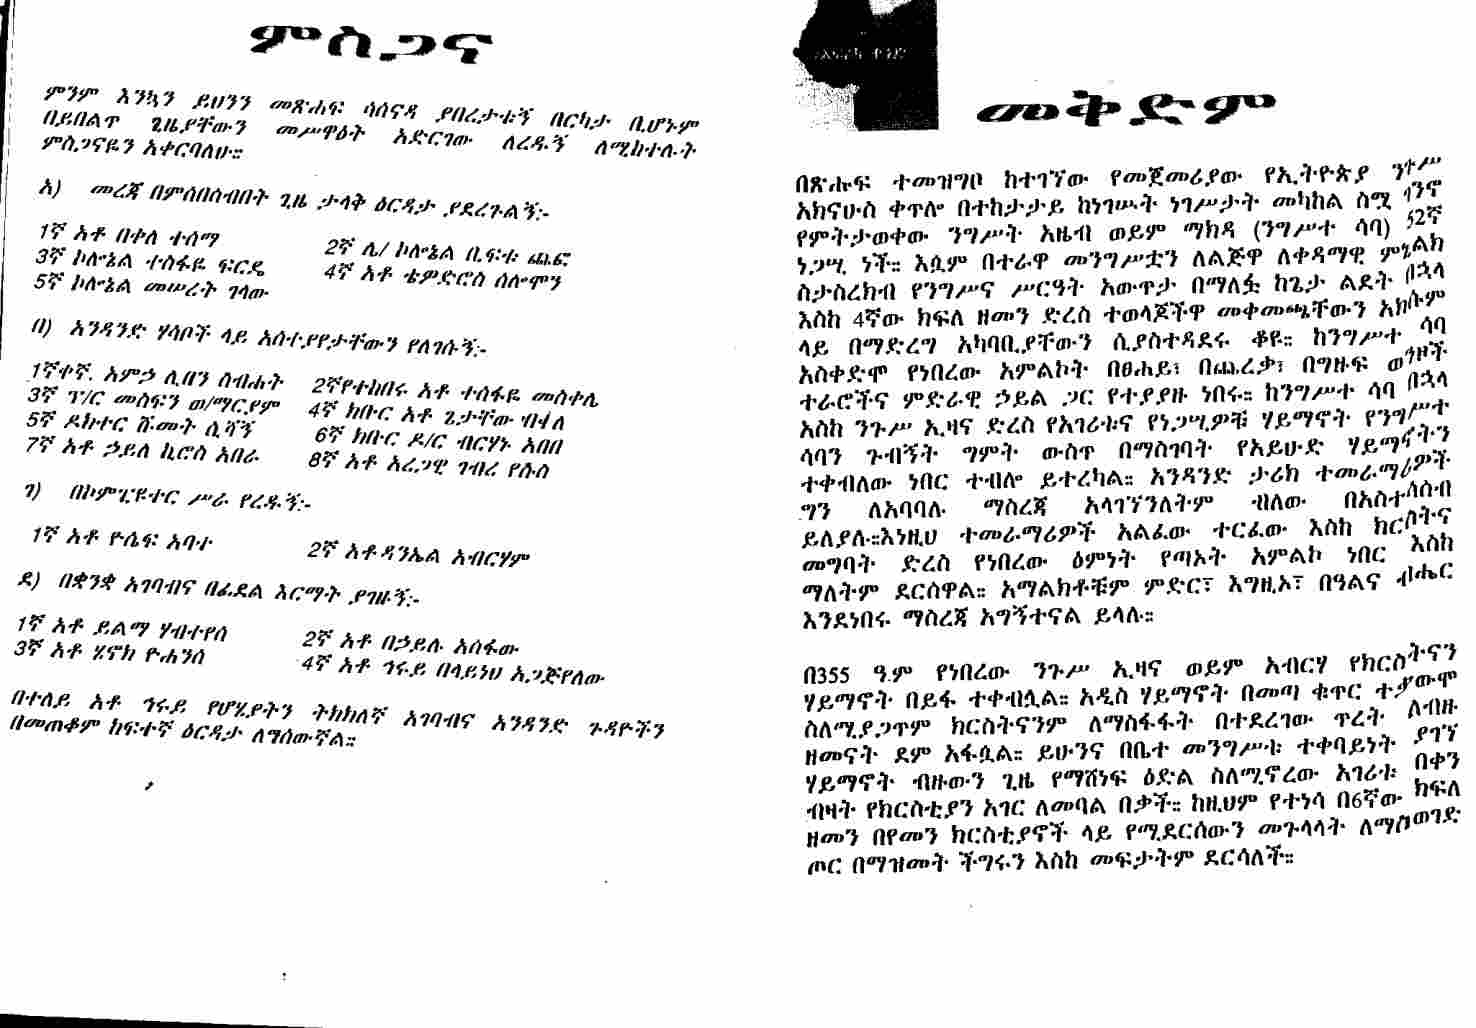 ምስጋና
ምንም እንኳን ይህንን መጽሐፍ ሳሰናዳ ያበረታቱኝ በርካታ ቢሆኑም
በይበልጥ ጊዜያቸውን መሥዋዕት አድርገው ለረዱኝ ለሚከተሉት
ምስጋናዬን አቀርባለሁ፡፡
አ) መረጃ በምሰበስብበት ጊዜ ታላቅ ዕርዳታ ያደረጉልኝ፡-
1ኛ አቶ በቀለ ተሰማ 2ኛ ሌ/ ኮሎኔል ቢፍቱ ጨፎ
3ኛ ኮሎኔል ተስፋዬ ፍርዴ 4ኛ አቶ ቴዎድሮስ ሰሎሞን
5ኛ ኮሎኔል መሠረት ገላው
በ) አንዳንድ ሃሳቦች ላይ አስተያየታቸውን የለገሱኝ፡-
1ኛቀኛ. አምኃ ሊበን ስብሐት 2ኛየተከበሩ አቶ ተስፋዬ መስቀሌ
3ኛ ፕ/ር መስፍን ወ/ማርያም 4ኛ ክቡር አቶ ጌታቸው
5ኛ ዶክተር ሹመት ሲሻኝ 6ኛ ክቡር ዶ/ር ብርሃኑ አበበ
7ኛ አቶ ኃይለ ኪሮስ አበራ 8ኛ አቶ አረጋዊ ገብረ የሱስ
ገ) በኮምፒዩተር ሥራ የረዱኝ፡-
1ኛ አቶ ዮሴፍ አባተ 2ኛ አቶዳንኤል አብርሃም
ደ) በቋንቋ አገባብና በፊደል እርማት ያገዙኝ፡-
1ኛ አቶ ይልማ ሃብተየስ 2ኛ አቶ በኃይሉ አሰፋው
3ኛ አቶ ሄኖክ ዮሐንስ 4ኛ አቶ ኅሩይ በላይነህ አጋጅየለው
በተለይ አቶ ኅሩይ የሆሂያትን ትክክለኛ አገባብና አንዳንድ ጉዳዮችን
በመጠቆም ከፍተኛ ዕርዳታ ለግሰውኛል፡፡
መቅድም
በጽሑፍ ተመዝግቦ ከተገኘው የመጀመሪያው የኢትዮጵያ ንጉሥ
አክናሁስ ቀጥሎ በተከታታይ ከነገሡት ነገሥታት መካከል ስሟ ገንኖ
የምትታወቀው ንግሥት አዜብ ወይም ማክዳ (ንግሥተ ሳባ) 52ኛ
ነጋሢ ነች፡፡ እሷም በተራዋ መንግሥቷን ለልጅዋ ለቀዳማዊ ምኒልክ
ስታስረክብ የንግሥና ሥርዓት አውጥታ በማለፏ ከጌታ ልደት በኋላ
እስከ 4ኛው ክፍለ ዘመን ድረስ ተወላጆችዋ መቀመጫቸውን አክሱም
ላይ በማድረግ አካባቢያቸውን ሲያስተዳደሩ ቆዩ፡፡ ከንግሥተ ሳባ
አስቀድሞ የነበረው አምልኮት በፀሐይ፣ በጨረቃ፣ በግዙፍ ወንዞች
ተራሮችና ምድራዊ ኃይል ጋር የተያያዙ ነበሩ፡፡ ከንግሥተ ሳባ በኋላ
እስከ ንጉሥ ኢዛና ድረስ የአገሪቱና የነጋሢዎቹ ሃይማኖት የንግሥተ
ሳባን ጉብኝት ግምት ውስጥ በማስገባት የአይሁድ ሃይማኖትን
ተቀብለው ነበር ተብሎ ይተረካል፡፡ አንዳንድ ታሪክ ተመራማሪዎች
ግን ለአባባሉ ማስረጃ አላገኘንለትም ብለው በአስተሳሰብ
ይለያሉ፡፡እነዚህ ተመራማሪዎች አልፈው ተርፈው እስከ ክርስትና
መግባት ድረስ የነበረው ዕምነት የጣኦት አምልኮ ነበር እስከ
ማለትም ደርሰዋል፡፡ አማልክቶቹም ምድር፣ እግዚኦ፣ በዓልና ብሔር
እንደነበሩ ማስረጃ አግኝተናል ይላሉ፡፡
በ355 ዓ.ም የነበረው ንጉሥ ኢዛና ወይም አብርሃ የክርስትናን
ሃይማኖት በይፋ ተቀብሏል፡፡ አዲስ ሃይማኖት በመጣ ቁጥር ተቃውሞ
ስለሚያጋጥም ክርስትናንም ለማስፋፋት በተደረገው ጥረት ለብዙ
ዘመናት ደም አፋሷል፡፡ ይሁንና በቤተ መንግሥቱ ተቀባይነት ያገኘ
ሃይማኖት ብዙውን ጊዜ የማሸነፍ ዕድል ስለሚኖረው አገሪቱ በቀን
ብዛት የክርስቲያን አገር ለመባል በቃች፡፡ ከዚህም የተነሳ በ6ኛው ክፍለ
ዘመን በየመን ክርስቲያኖች ላይ የሚደርሰውን መጉላላት ለማስወገድ
ጦር በማዝመት ችግሩን እስከ መፍታትም ደርሳለች፡፡